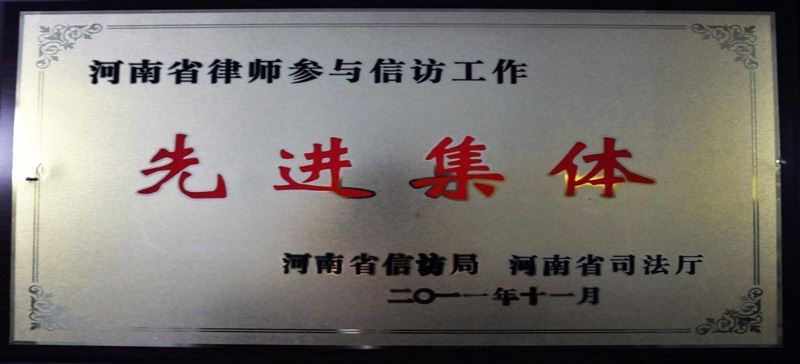 河南省律师参与信访工作
先进集体
河南省信访局 河南省司法厅
二〇一一年十一月